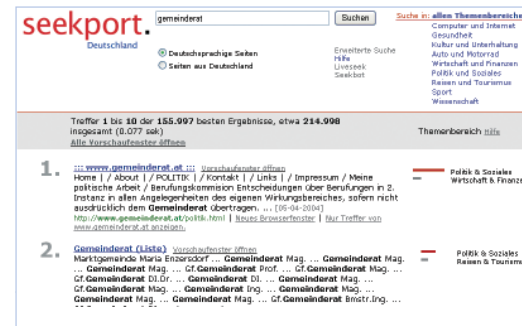 seekport.
Deutschland
gemeinderat
Suchen
Deutschsprachige Seiten
Seiten aus Deutschland
Erweiterte Suche
Hilfe
Liveseek
Seekbot
Suche in: allen Themenbereiche
Computer und Internet
Gesundheit
Kultur und Unterhaltung
Auto und Motorrad
Wirtschaft und Finanzen
Politik und Soziales
Reisen und Tourismus
Sport
Wissenschaft
Treffer 1 bis 10 der 155.997 besten Ergebnisse, etwa 214.998
insgesamt (0.077 sek)
Alle Vorschaufenster öffnen
Themenbereich Hilfe
1.
::: www.gemeinderat.at ::: Vorschaufenster öffnen
Home | / About | / POLITIK | / Kontakt | / Links | / Impressum / Meine
politische Arbeit / Berufungskommision Entscheidungen über Berufungen in 2.
Instanz in allen Angelegenheiten des eigenen Wirkungsbereiches, sofern nicht
ausdrücklich dem Gemeinderat übertragen. ... [05-04-2004]
http://www.gemeinderat.at/politik.html | Neues Browserfenster | Nur Treffer von
www.gemeinderat.at anzeigen.
Politik & Soziales
Wirtschaft & Finanze
2.
Gemeinderat (Liste) Vorschaufenster öffnen
Marktgemeinde Maria Enzersdorf ... Gemeinderat Mag. ... Gemeinderat Mag.
... Gemeinderat Mag. ... Gf.Gemeinderat Prof. ... Gf.Gemeinderat Mag. ...
Gf.Gemeinderat DI.Dr. ... Gemeinderat DI. ... Gemeinderat Mag. ...
Gemeinderat Mag. ... Gemeinderat Ing. ... Gemeinderat Mag. ...
Gemeinderat Mag. ... Gemeinderat Mag. ... Gf.Gemeinderat Bmstr.Ing. ...
Politik & Soziales
Reisen & Tourisme